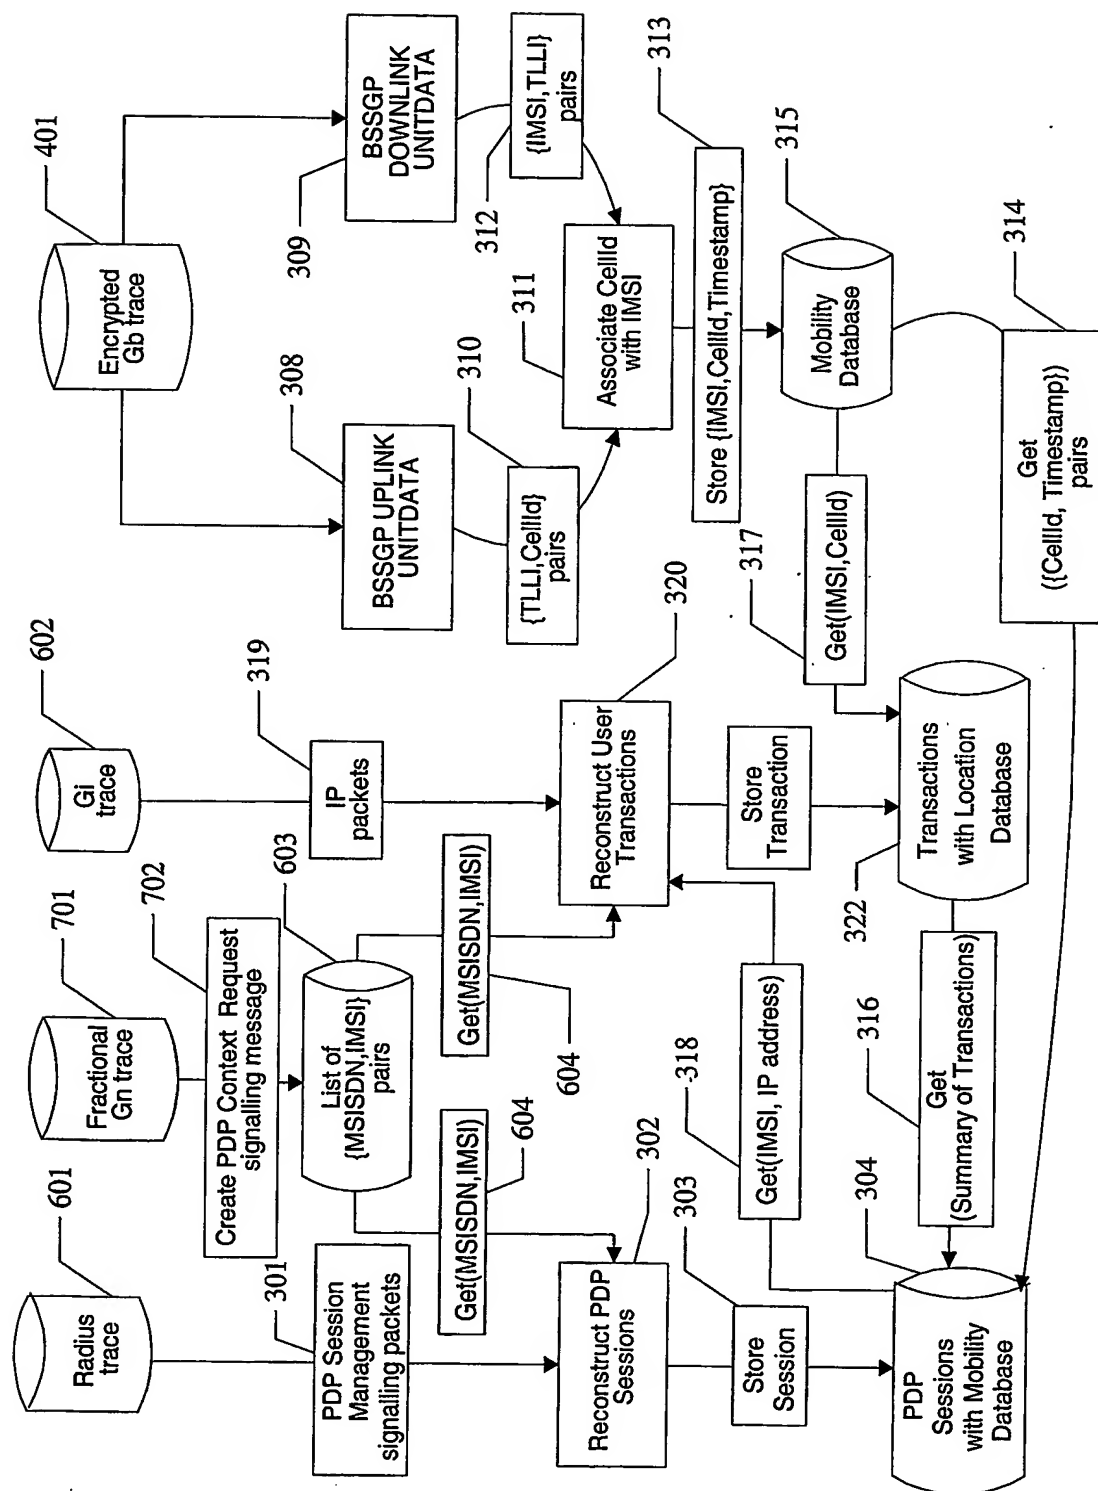 601
Radius
trace
301
PDP Session
Management
signalling packets
Reconstruct PDP
Sessions
302
Store
Session
303
PDP
Sessions
with Mobility
Database
304
701
Fractional
Gn trace
702
Create PDP Context Request
signalling message
603
List of
{MSISDN,IMSI}
pairs
Get(MSISDN,IMSI)
604
Get(MSISDN,IMSI)
604
602
Gi
trace
319
IP
packets
Reconstruct User
Transactions
320
Store
Transaction
Transactions
with Location
Database
322
Get(IMSI, IP address)
318
Get
(Summary of Transactions)
316
401
Encrypted
Gb trace
308
BSSGP UPLINK
UNITDATA
309
BSSGP
DOWNLINK
UNITDATA
310
{TLLI,CellId}
pairs
312
{IMSI,TLLI}
pairs
311
Associate CellId
with IMSI
313
Store {IMSI,CellId,Timestamp}
315
Mobility
Database
317
Get(IMSI,CellId)
314
Get
({CellId, Timestamp})
pairs